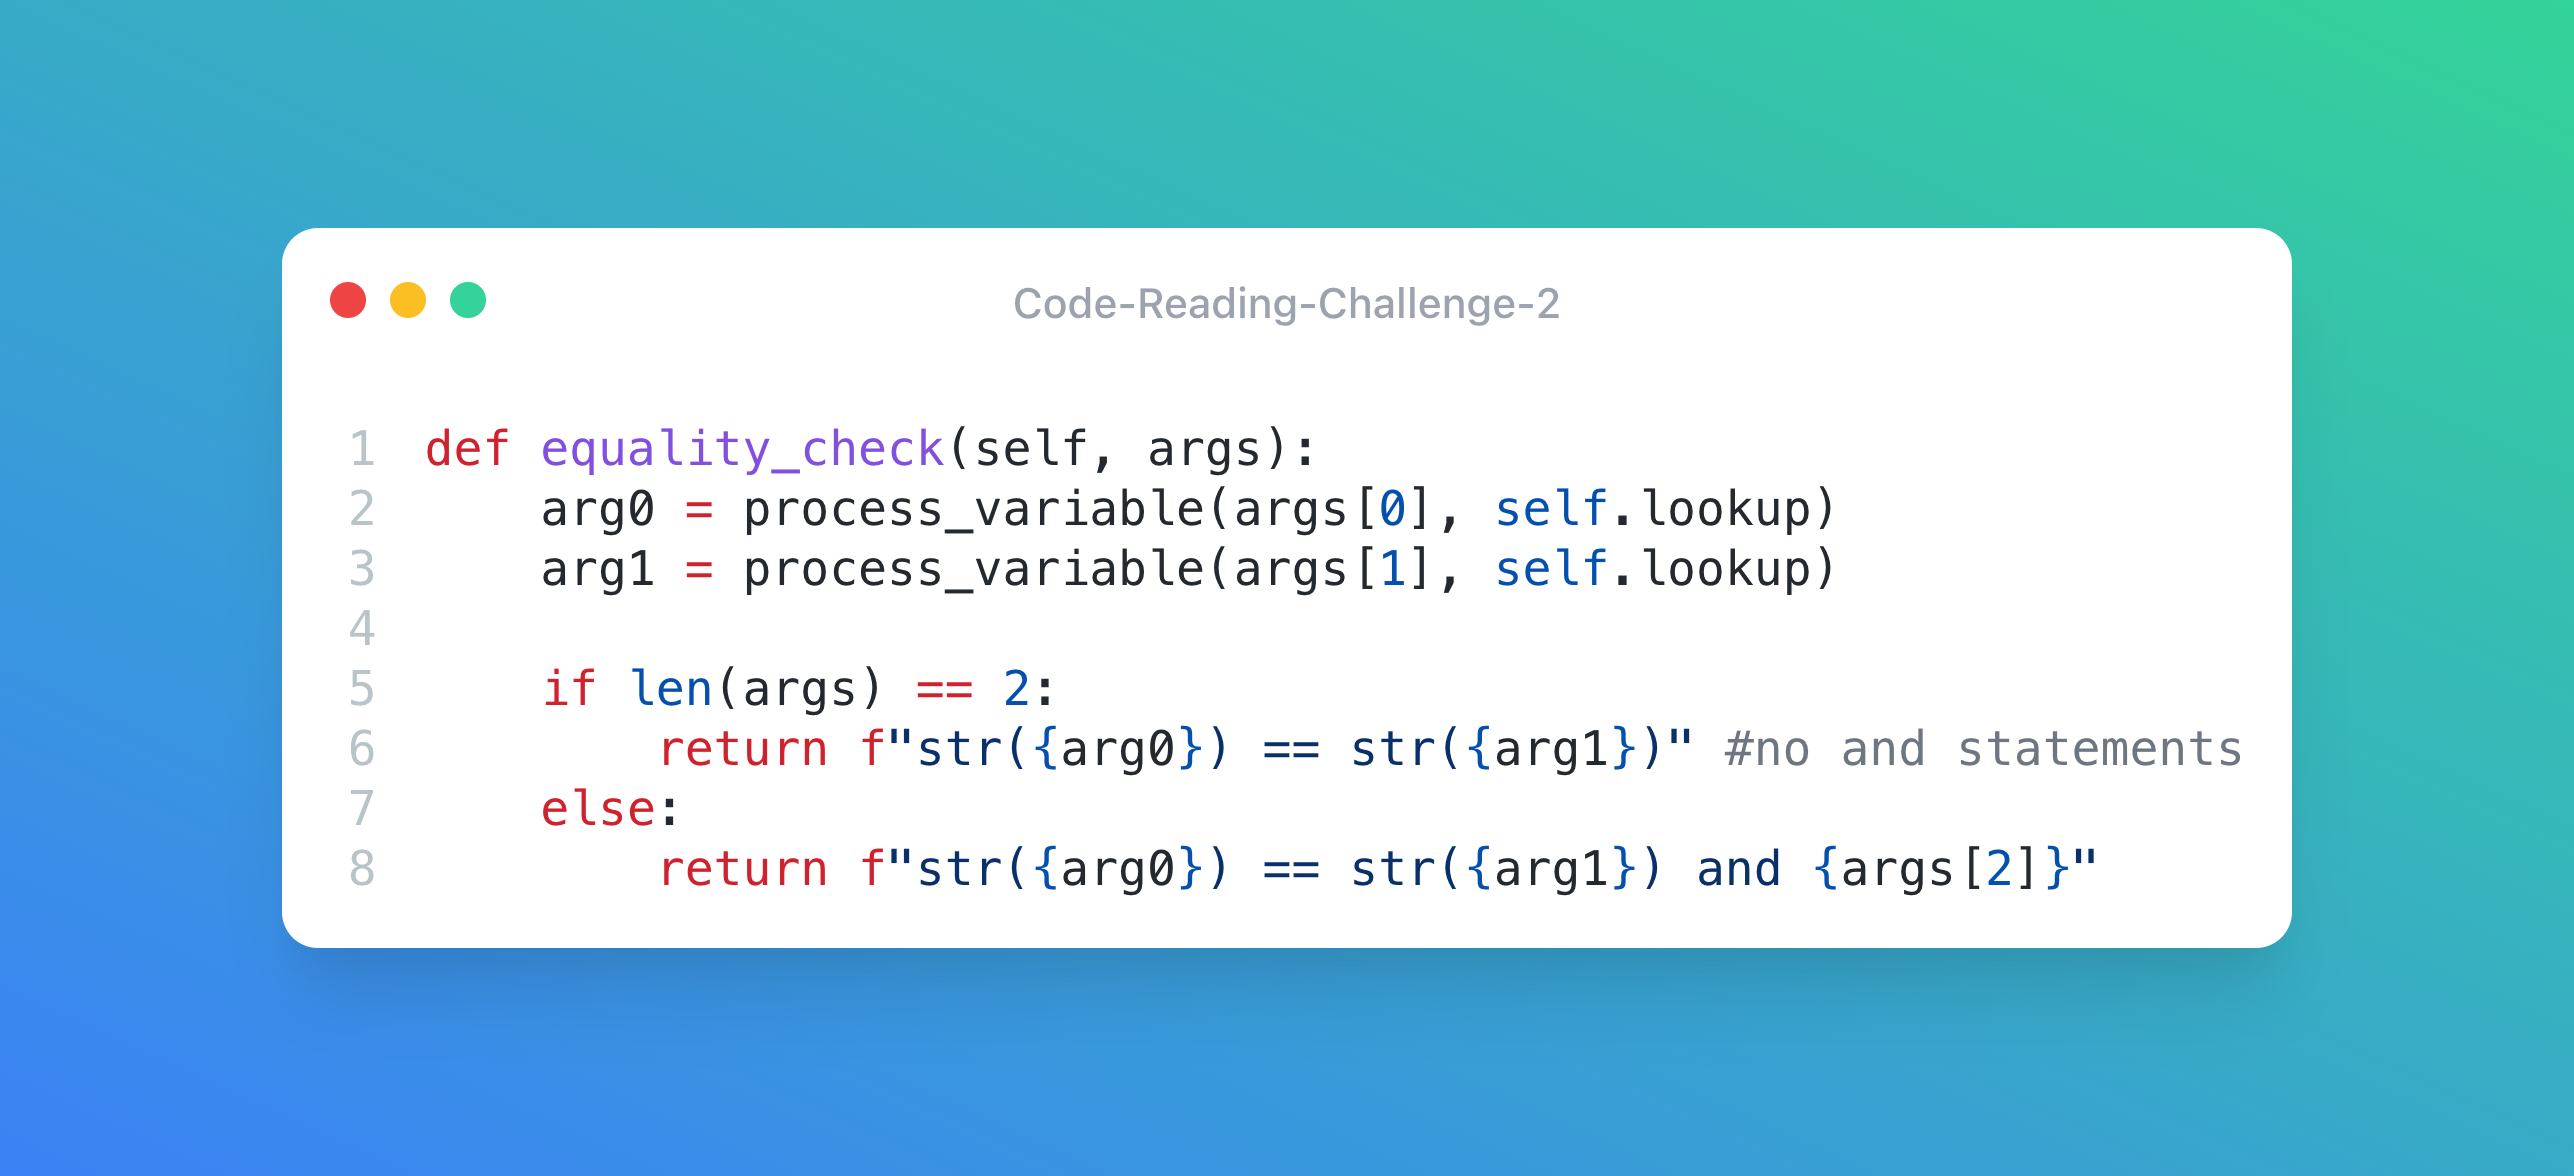 Code-Reading-Challenge-2
1 def equality_check(self, args):
2     arg0 = process_variable(args[0], self.lookup)
3     arg1 = process_variable(args[1], self.lookup)
4
5     if len(args) == 2:
6         return f"str({arg0}) == str({arg1})" #no and statements
7     else:
8         return f"str({arg0}) == str({arg1}) and {args[2]}"